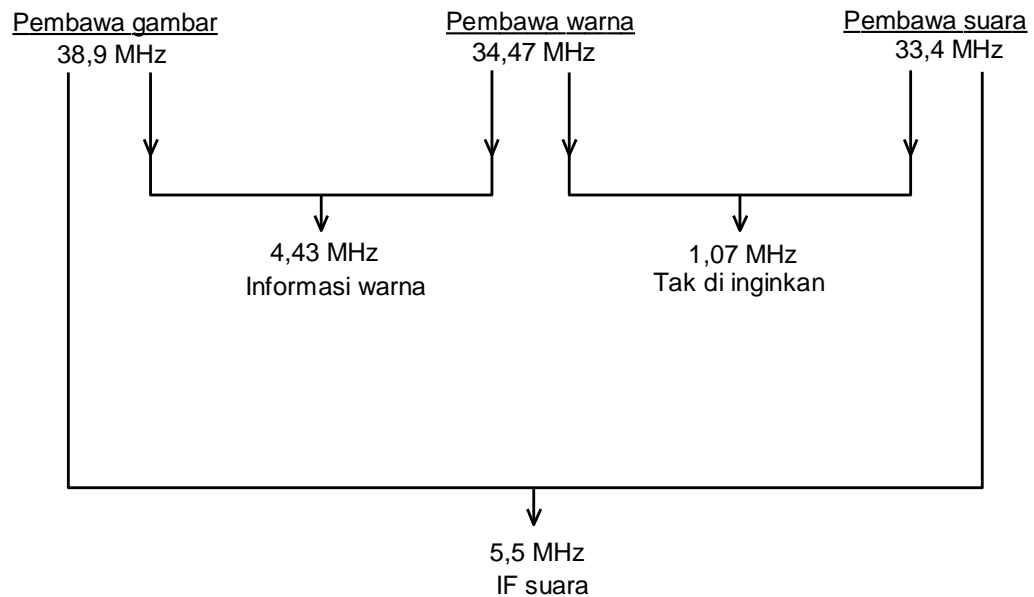 Pembawa gambar
38,9 MHz
Pembawa warna
34,47 MHz
Pembawa suara
33,4 MHz
4,43 MHz
Informasi warna
1,07 MHz
Tak di inginkan
5,5 MHz
IF suara